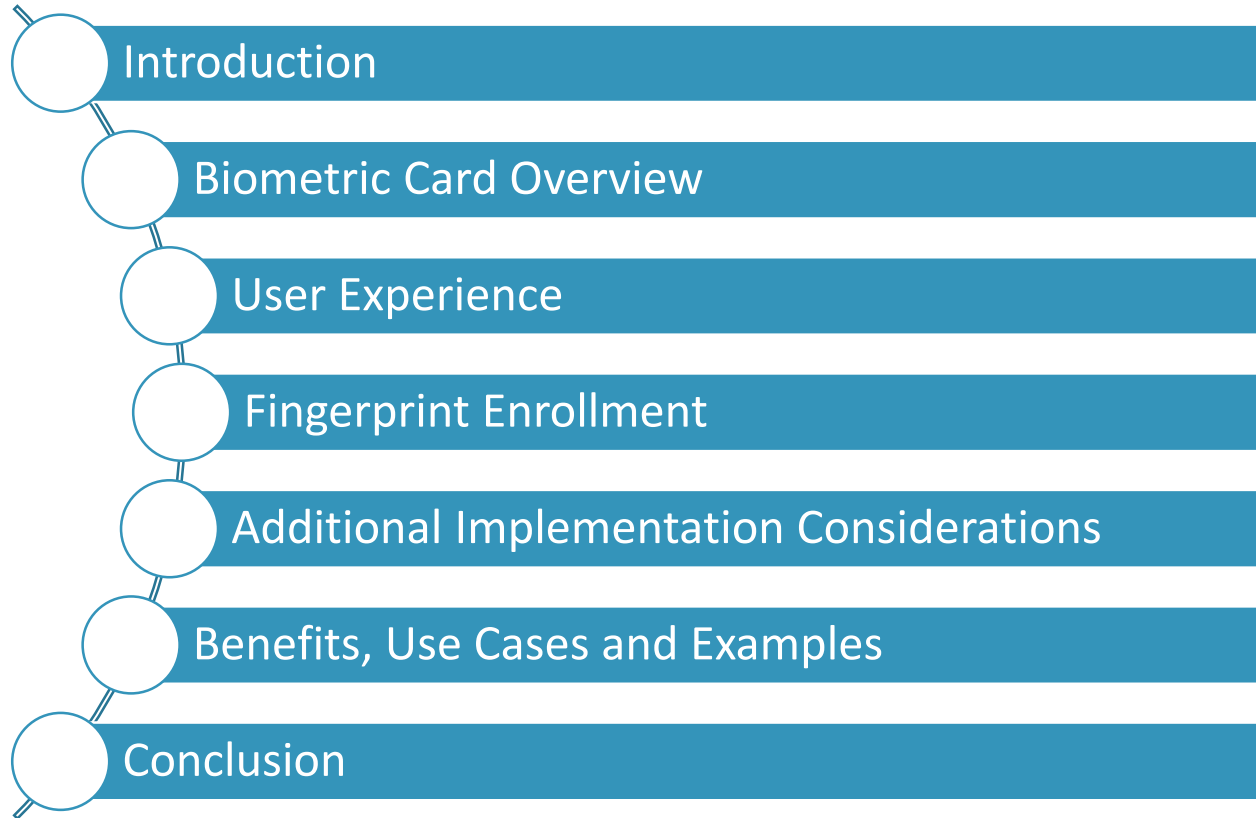 Introduction
Biometric Card Overview
User Experience
Fingerprint Enrollment
Additional Implementation Considerations
Benefits, Use Cases and Examples
Conclusion